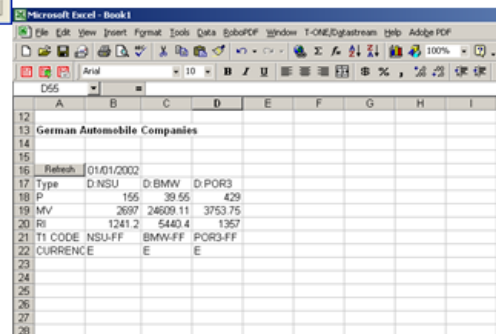 Microsoft Excel - Book1
File Edit View Insert Format Tools Data RoboPDF Window T-ONE/Datastream Help Adobe PDF
100%
Arial 10 B I U $ % ,
D55 =
A B C D E F G H I
12
13 German Automobile Companies
14
15
16 Refresh 01/01/2002
17 Type D:NSU D:BMW D:POR3
18 P 155 39.55 429
19 MV 2697 24609.11 3753.75
20 RI 1241.2 5440.4 1357
21 T1 CODE NSU-FF BMW-FF POR3-FF
22 CURRENC E E E
23
24
25
26
27
28